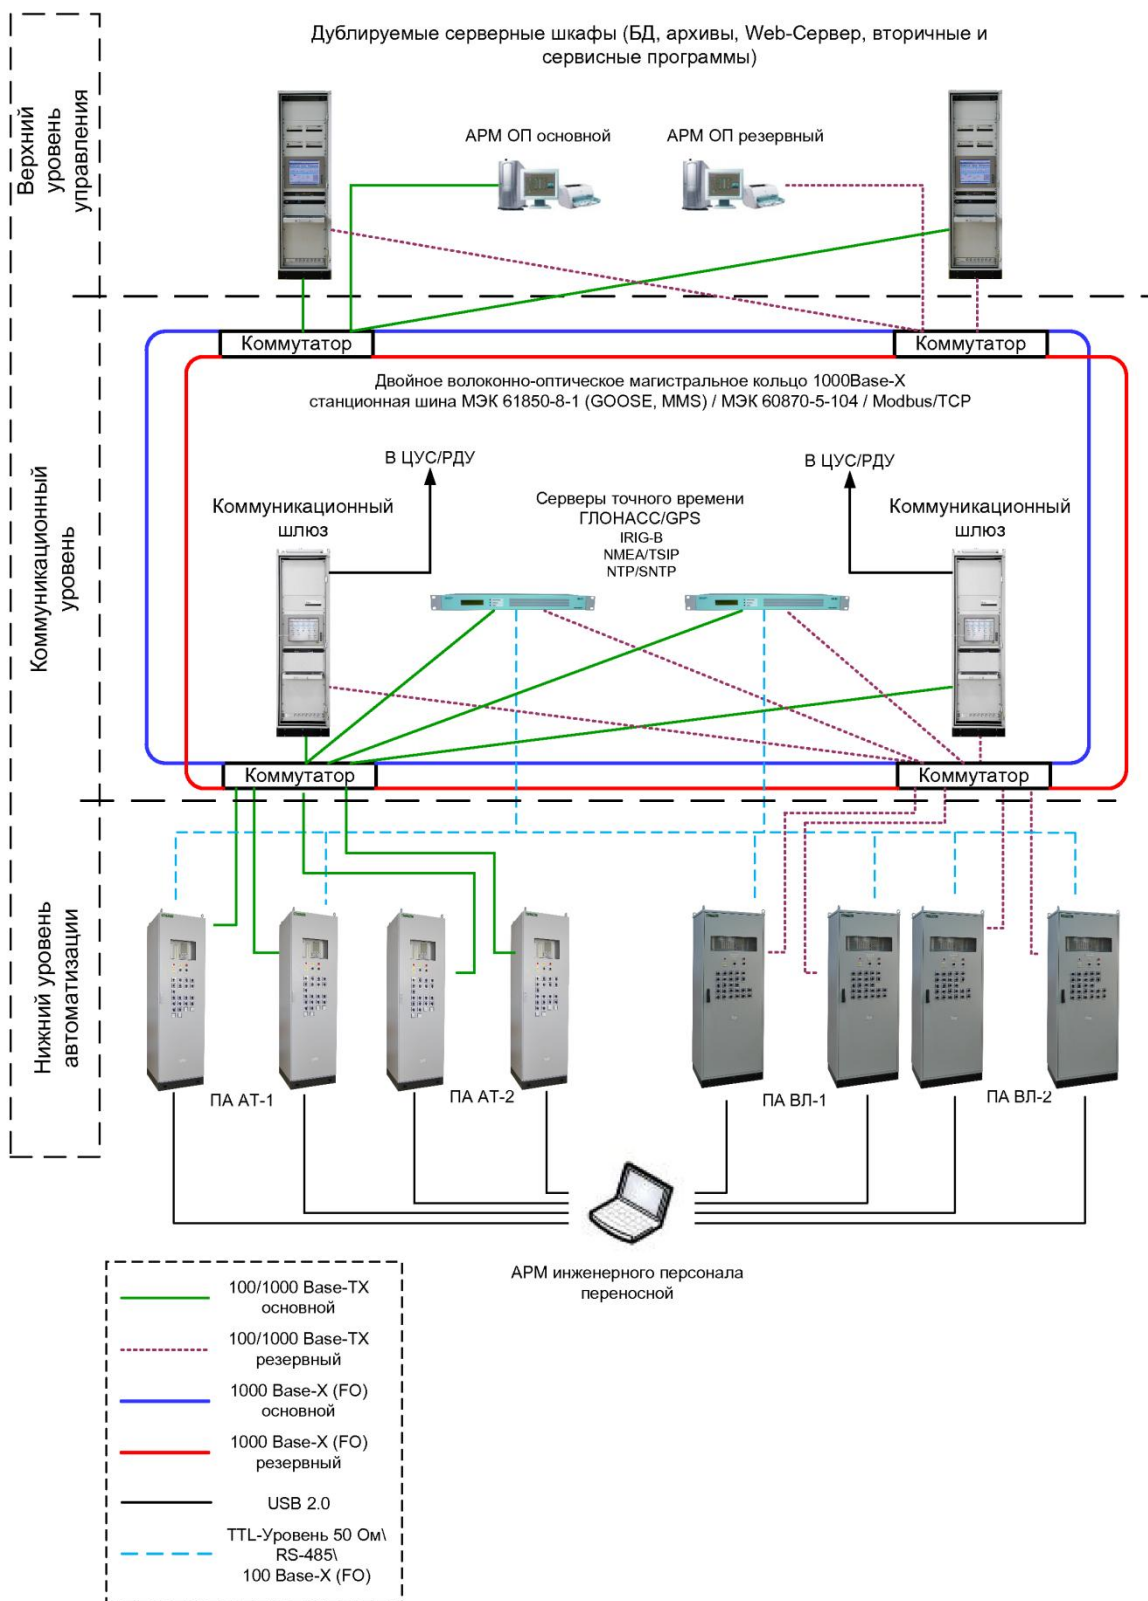 Дублируемые серверные шкафы (БД, архивы, Web-Сервер, вторичные и
сервисные программы)
Верхний
уровень
управления
АРМ ОП основной
АРМ ОП резервный
Коммутатор
Коммутатор
Двойное волоконно-оптическое магистральное кольцо 1000Base-X
станционная шина МЭК 61850-8-1 (GOOSE, MMS) / МЭК 60870-5-104 / Modbus/TCP
Коммуникационный
уровень
В ЦУС/РДУ
В ЦУС/РДУ
Коммуникационный
шлюз
Серверы точного времени
ГЛОНАСС/GPS
IRIG-B
NMEA/TSIP
NTP/SNTP
Коммуникационный
шлюз
Коммутатор
Коммутатор
Нижний уровень
автоматизации
ПА АТ-1
ПА АТ-2
ПА ВЛ-1
ПА ВЛ-2
АРМ инженерного персонала
переносной
100/1000 Base-TX
основной
100/1000 Base-TX
резервный
1000 Base-X (FO)
основной
1000 Base-X (FO)
резервный
USB 2.0
TTL-Уровень 50 Ом\
RS-485\
100 Base-X (FO)